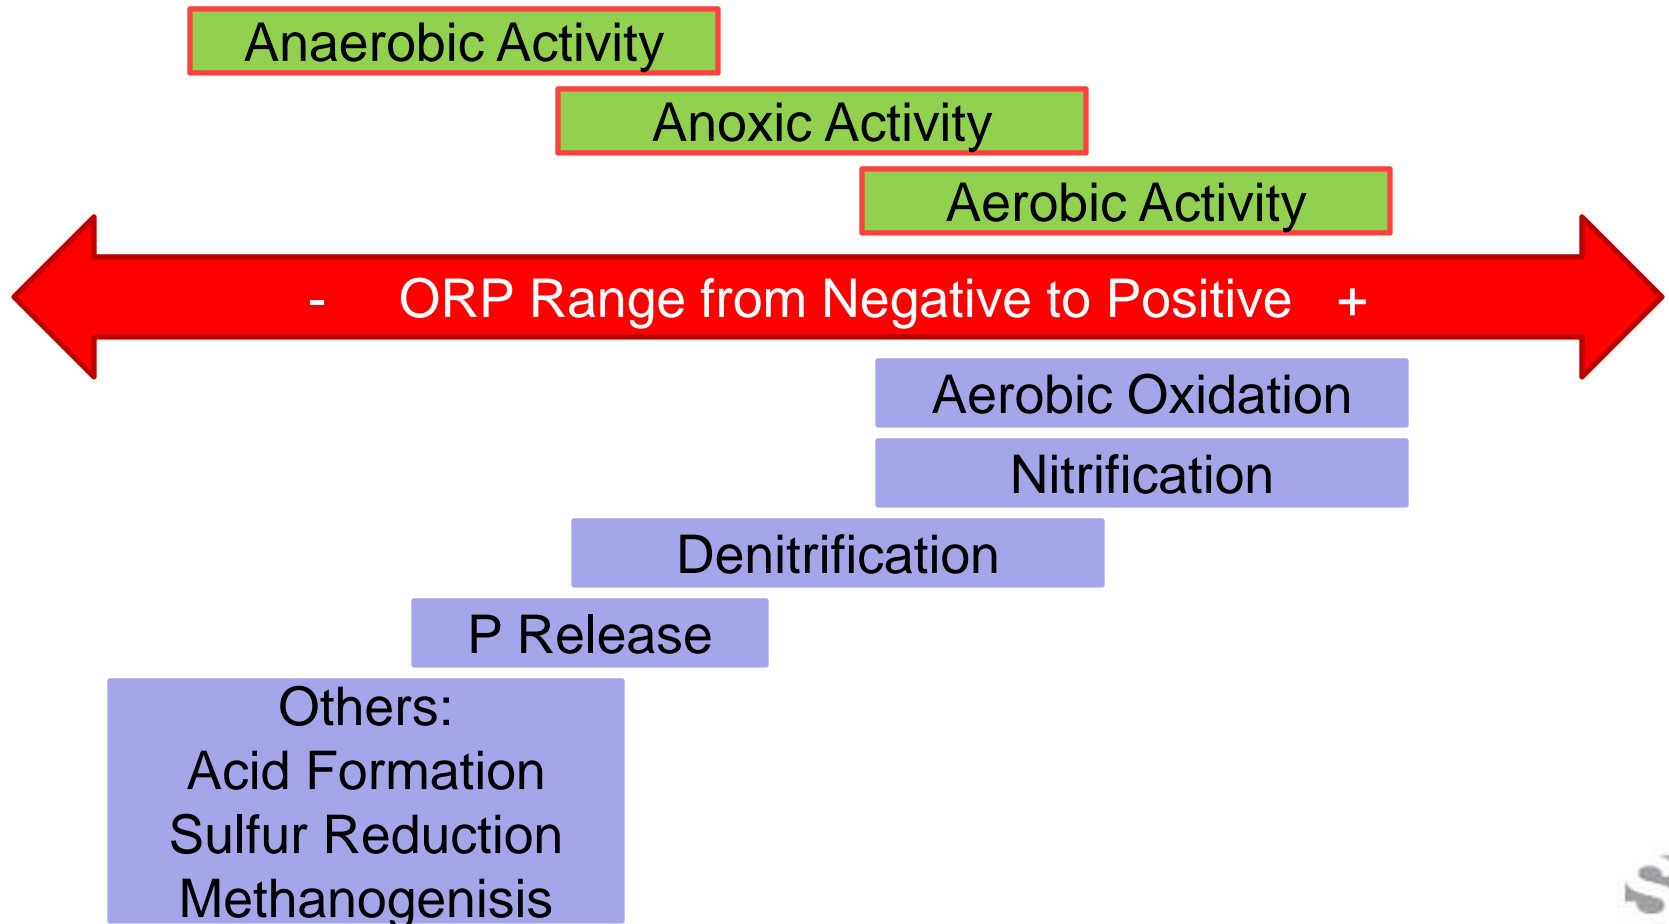 Anaerobic Activity
Anoxic Activity
Aerobic Activity
- ORP Range from Negative to Positive +
Aerobic Oxidation
Nitrification
Denitrification
P Release
Others:
Acid Formation
Sulfur Reduction
Methanogenisis